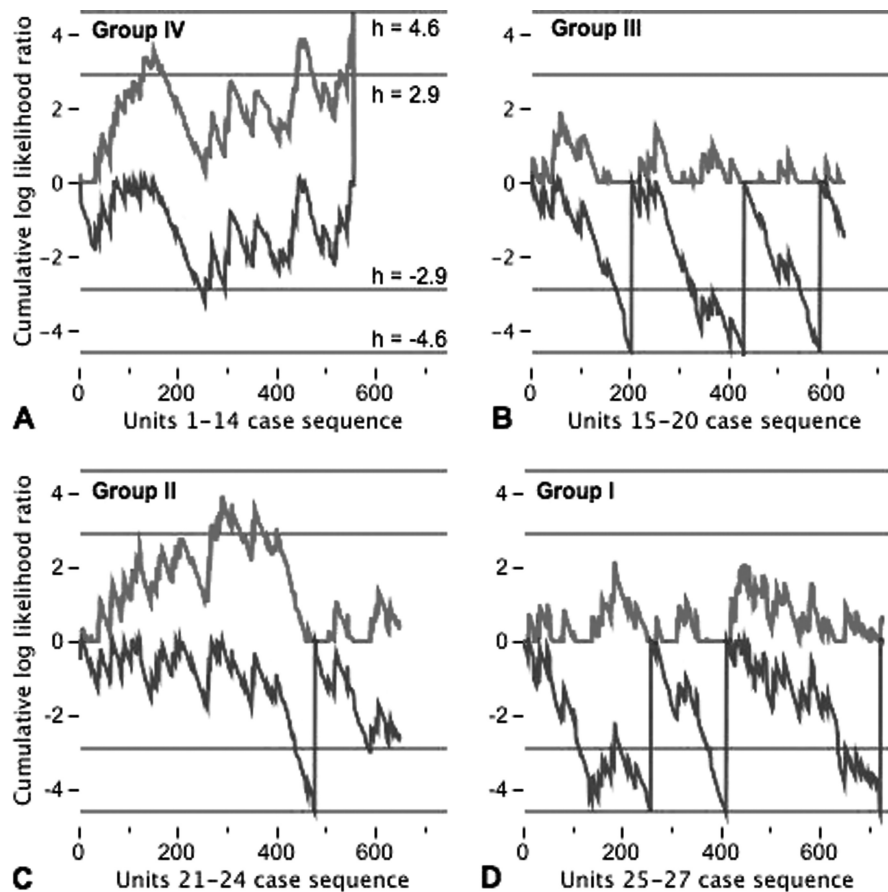 Group IV
h = 4.6
h = 2.9
h = -2.9
h = -4.6
Cumulative log likelihood ratio
4
2
0
-2
-4
0 200 400 600
A Units 1-14 case sequence
Group III
4
2
0
-2
-4
0 200 400 600
B Units 15-20 case sequence
Group II
Cumulative log likelihood ratio
4
2
0
-2
-4
0 200 400 600
C Units 21-24 case sequence
Group I
4
2
0
-2
-4
0 200 400 600
D Units 25-27 case sequence